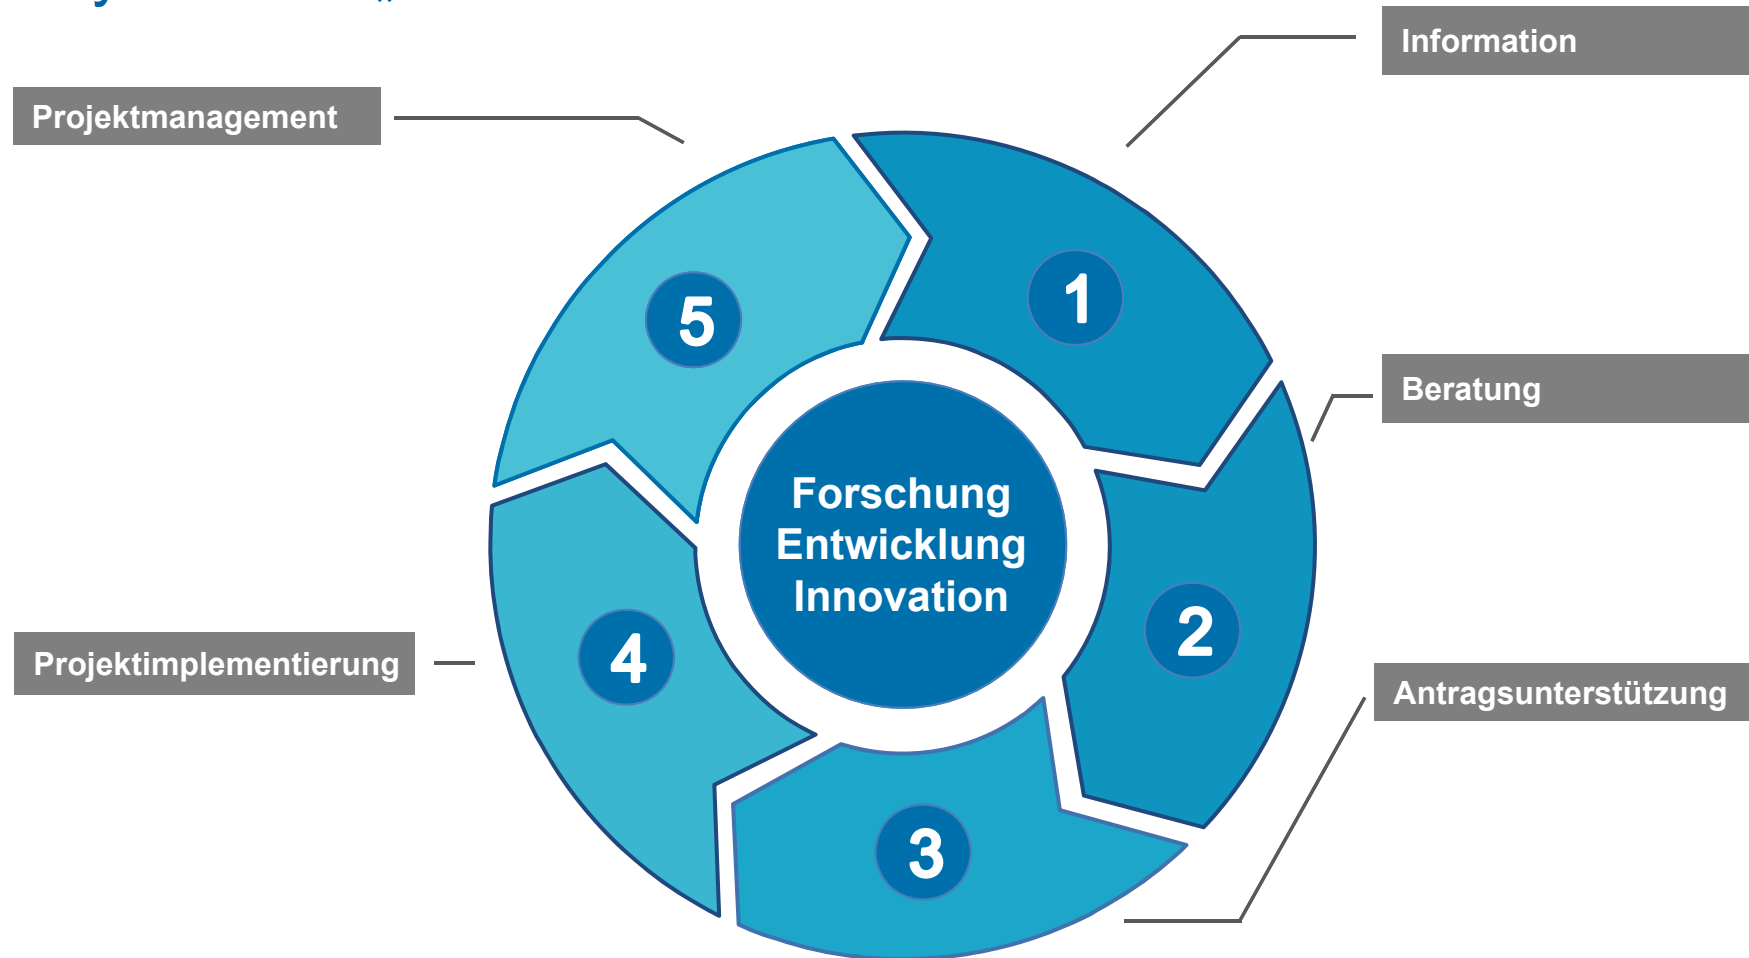 Information
Projektmanagement
1
5
Beratung
Forschung
Entwicklung
Innovation
2
4
Projektimplementierung
Antragsunterstützung
3